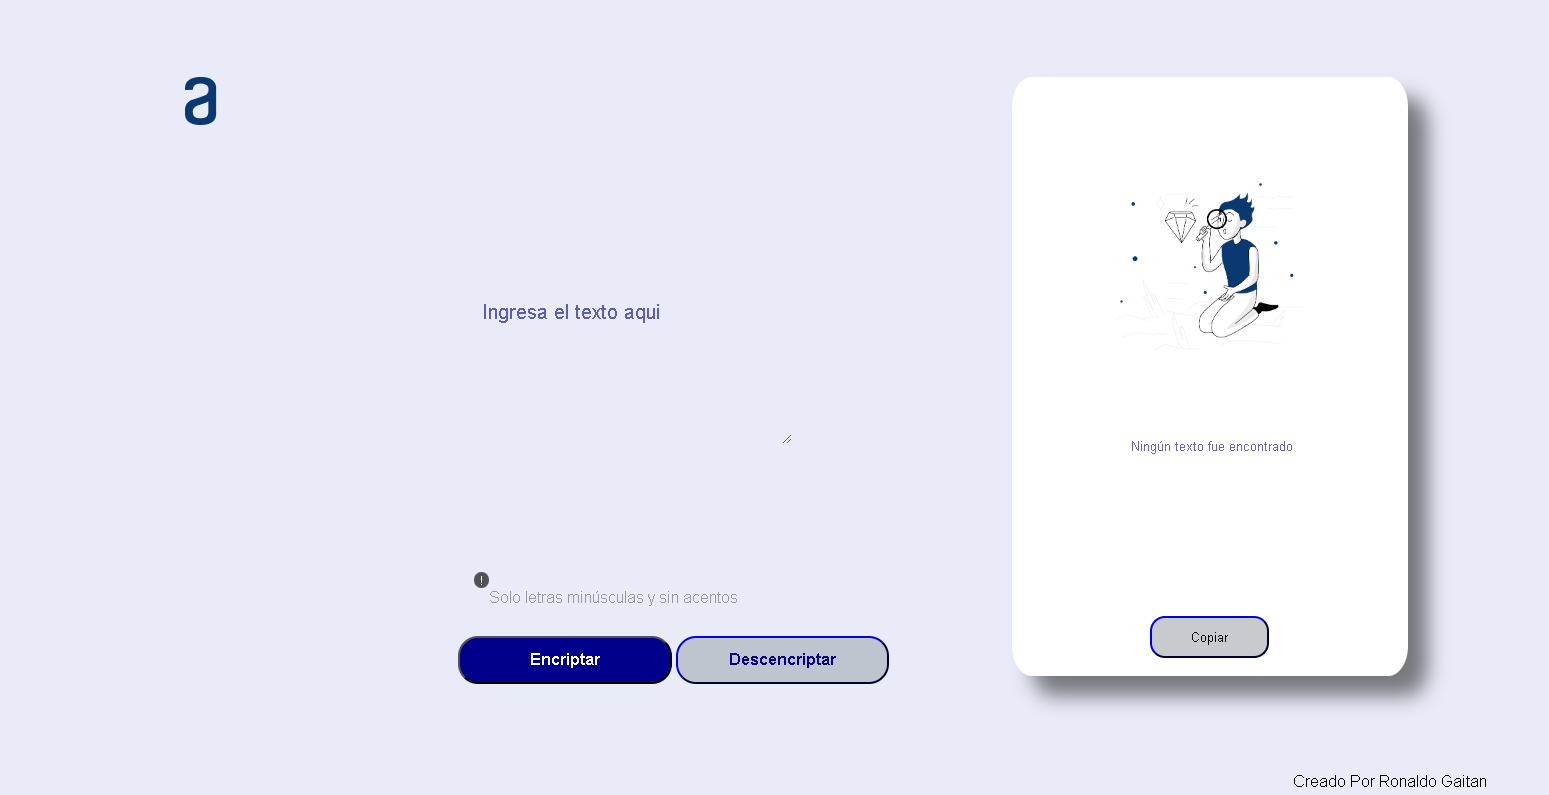 a
Ingresa el texto aqui
Solo letras minúsculas y sin acentos
Encriptar
Descencriptar
Ningún texto fue encontrado
Copiar
Creado Por Ronaldo Gaitan